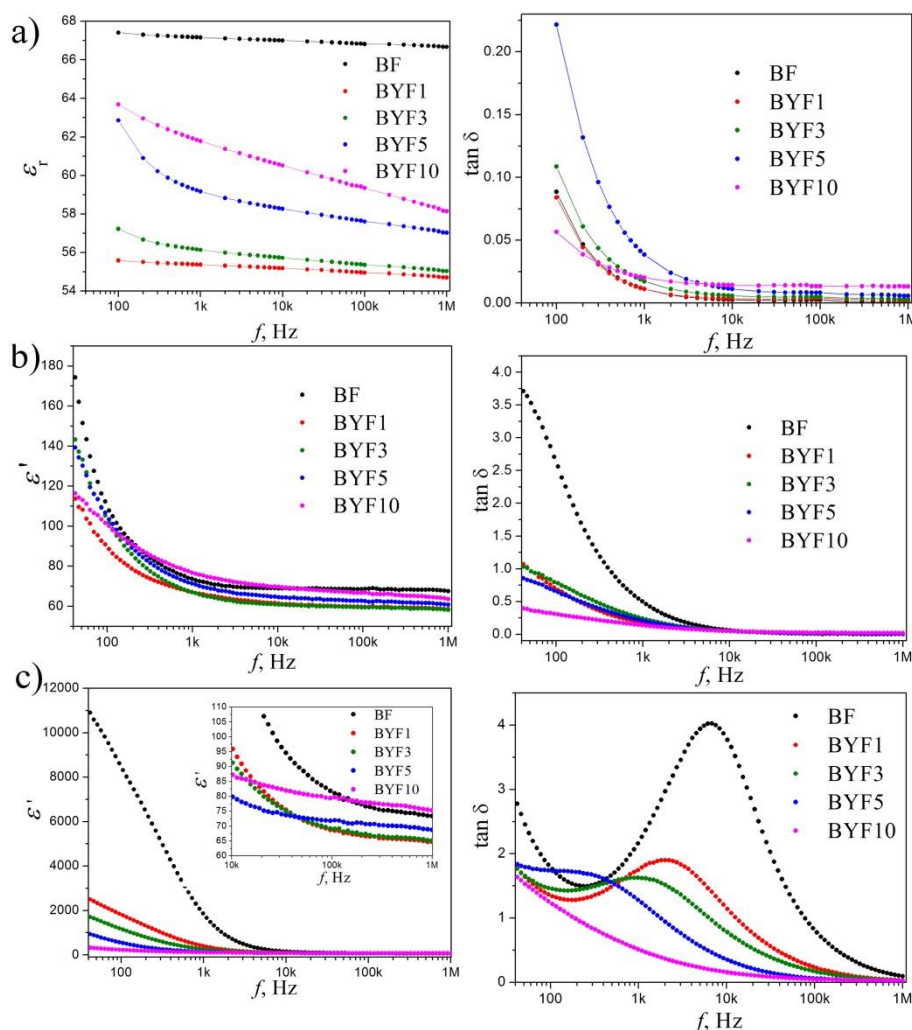 a)
68
66
64
62
60
58
56
54
εr
BF
BYF1
BYF3
BYF5
BYF10
100 1k 10k 100k 1M
f, Hz
0.20
0.15
0.10
0.05
0.00
tan δ
BF
BYF1
BYF3
BYF5
BYF10
100 1k 10k 100k 1M
f, Hz
b)
180
160
140
120
100
80
60
ε'
BF
BYF1
BYF3
BYF5
BYF10
100 1k 10k 100k 1M
f, Hz
4.0
3.5
3.0
2.5
2.0
1.5
1.0
0.5
0.0
tan δ
BF
BYF1
BYF3
BYF5
BYF10
100 1k 10k 100k 1M
f, Hz
c)
12000
10000
8000
6000
4000
2000
0
ε'
110
105
100
95
90
85
80
75
70
65
60
ε'
BF
BYF1
BYF3
BYF5
BYF10
10k 100k 1M
f, Hz
100 1k 10k 100k 1M
f, Hz
4
3
2
1
0
tan δ
BF
BYF1
BYF3
BYF5
BYF10
100 1k 10k 100k 1M
f, Hz